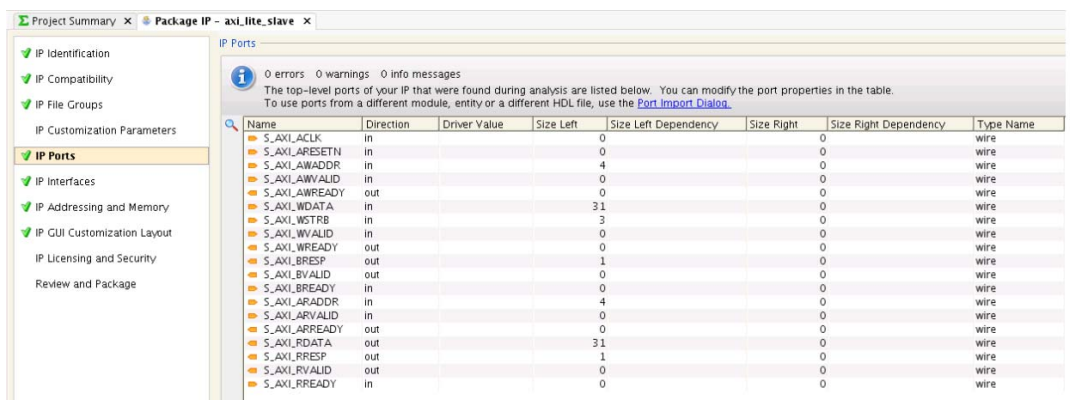 Project Summary × Package IP - axi_lite_slave ×
IP Identification
IP Compatibility
IP File Groups
IP Customization Parameters
IP Ports
IP Interfaces
IP Addressing and Memory
IP GUI Customization Layout
IP Licensing and Security
Review and Package
IP Ports
0 errors 0 warnings 0 info messages
The top-level ports of your IP that were found during analysis are listed below. You can modify the port properties in the table.
To use ports from a different module, entity or a different HDL file, use the Port Import Dialog.
Name Direction Driver Value Size Left Size Left Dependency Size Right Size Right Dependency Type Name
S_AXI_ACLK in 0 0 wire
S_AXI_ARESETN in 0 0 wire
S_AXI_AWADDR in 4 0 wire
S_AXI_AWVALID in 0 0 wire
S_AXI_AWREADY out 0 0 wire
S_AXI_WDATA in 31 0 wire
S_AXI_WSTRB in 3 0 wire
S_AXI_WVALID in 0 0 wire
S_AXI_WREADY out 0 0 wire
S_AXI_BRESP out 1 0 wire
S_AXI_BVALID out 0 0 wire
S_AXI_BREADY in 0 0 wire
S_AXI_ARADDR in 4 0 wire
S_AXI_ARVALID in 0 0 wire
S_AXI_ARREADY out 0 0 wire
S_AXI_RDATA out 31 0 wire
S_AXI_RRESP out 1 0 wire
S_AXI_RVALID out 0 0 wire
S_AXI_RREADY in 0 0 wire